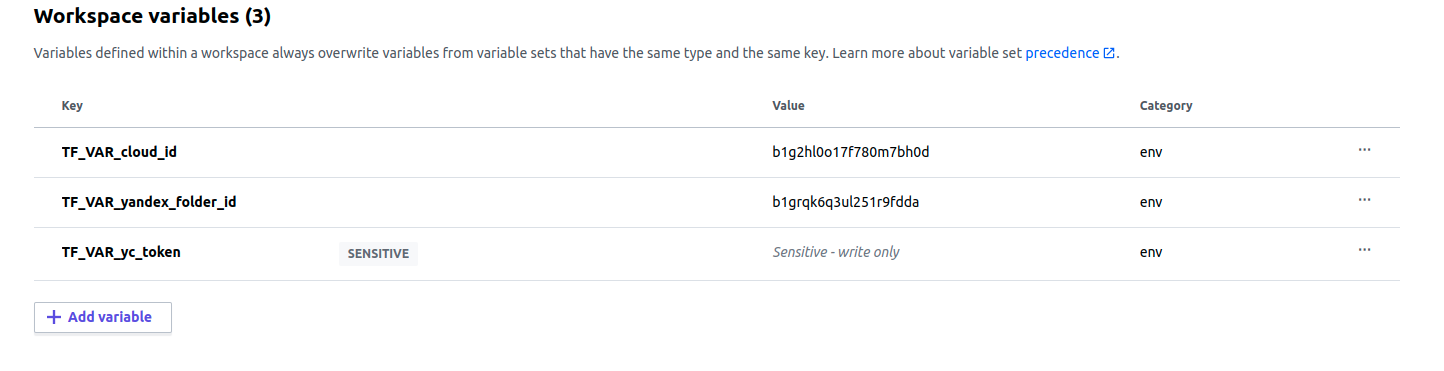 Workspace variables (3)
Variables defined within a workspace always overwrite variables from variable sets that have the same type and the same key. Learn more about variable set precedence.
Key Value Category
TF_VAR_cloud_id b1g2hl0o17f780m7bh0d env
TF_VAR_yandex_folder_id b1grqk6q3ul251r9fdda env
TF_VAR_yc_token SENSITIVE Sensitive - write only env
+ Add variable